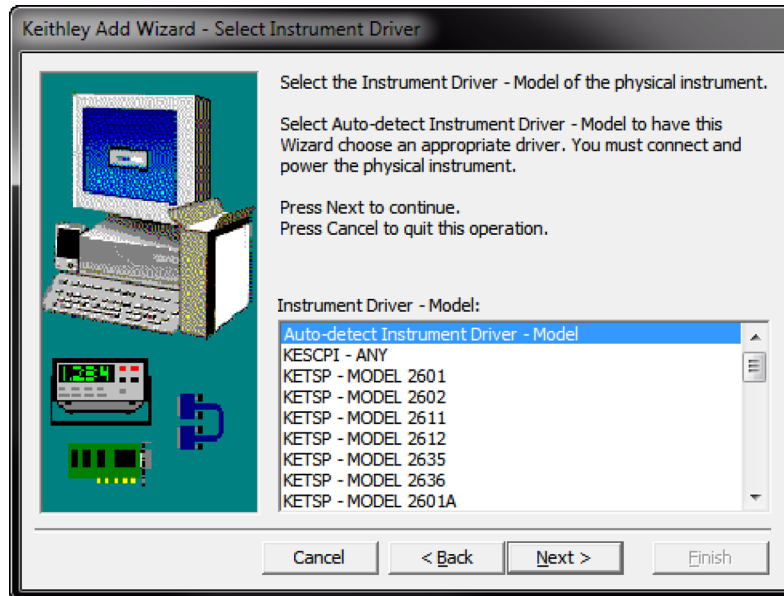 Keithley Add Wizard - Select Instrument Driver
Select the Instrument Driver - Model of the physical instrument.
Select Auto-detect Instrument Driver - Model to have this
Wizard choose an appropriate driver. You must connect and
power the physical instrument.
Press Next to continue.
Press Cancel to quit this operation.
Instrument Driver - Model:
Auto-detect Instrument Driver - Model
KESCPI - ANY
KETSP - MODEL 2601
KETSP - MODEL 2602
KETSP - MODEL 2611
KETSP - MODEL 2612
KETSP - MODEL 2635
KETSP - MODEL 2636
KETSP - MODEL 2601A
1.234
Cancel
< Back
Next >
Finish